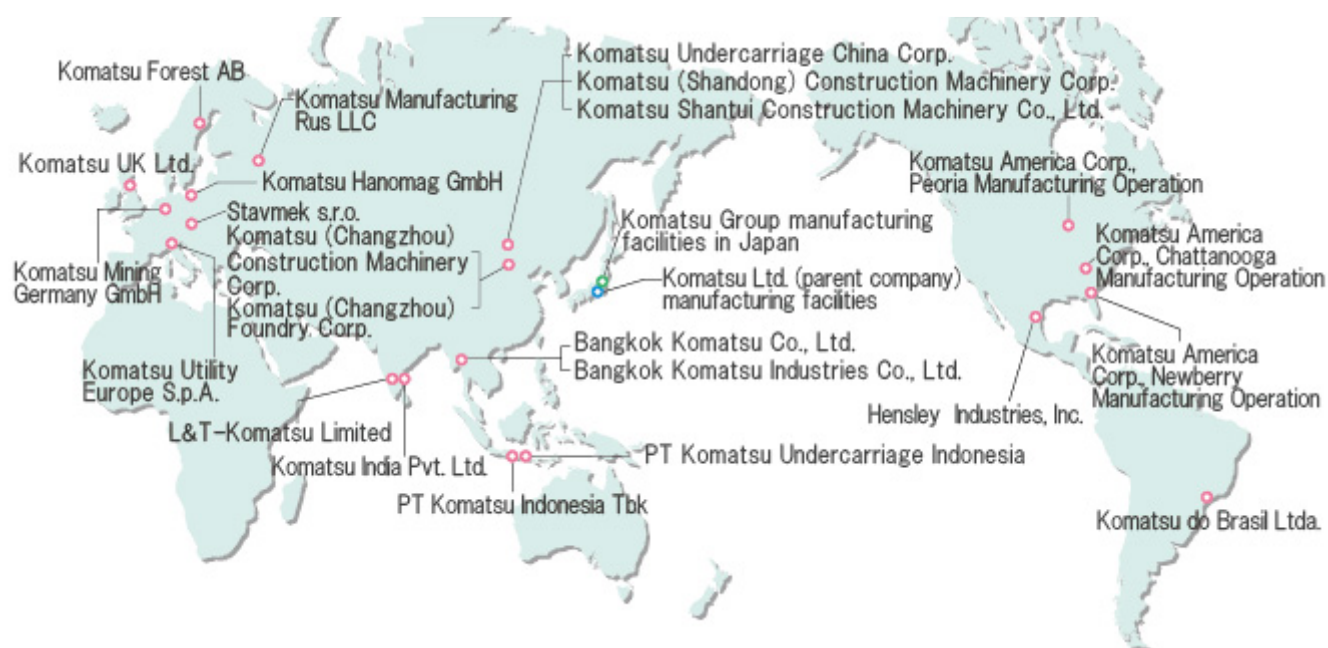 Komatsu Forest AB
Komatsu Manufacturing
Rus LLC
Komatsu Undercarriage China Corp.
Komatsu (Shandong) Construction Machinery Corp.
Komatsu Shantui Construction Machinery Co., Ltd.
Komatsu UK Ltd.
Komatsu Hanomag GmbH
Stavmek s.r.o.
Komatsu (Changzhou)
Construction Machinery
Corp.
Komatsu (Changzhou)
Foundry Corp.
Komatsu Mining
Germany GmbH
Komatsu Utility
Europe S.p.A.
L&T-Komatsu Limited
Komatsu India Pvt. Ltd.
Komatsu Group manufacturing
facilities in Japan
Komatsu Ltd. (parent company)
manufacturing facilities
Bangkok Komatsu Co., Ltd.
Bangkok Komatsu Industries Co., Ltd.
PT Komatsu Undercarriage Indonesia
PT Komatsu Indonesia Tbk
Komatsu America Corp.,
Peoria Manufacturing Operation
Komatsu America
Corp., Chattanooga
Manufacturing Operation
Komatsu America
Corp., Newberry
Manufacturing Operation
Hensley Industries, Inc.
Komatsu do Brasil Ltda.